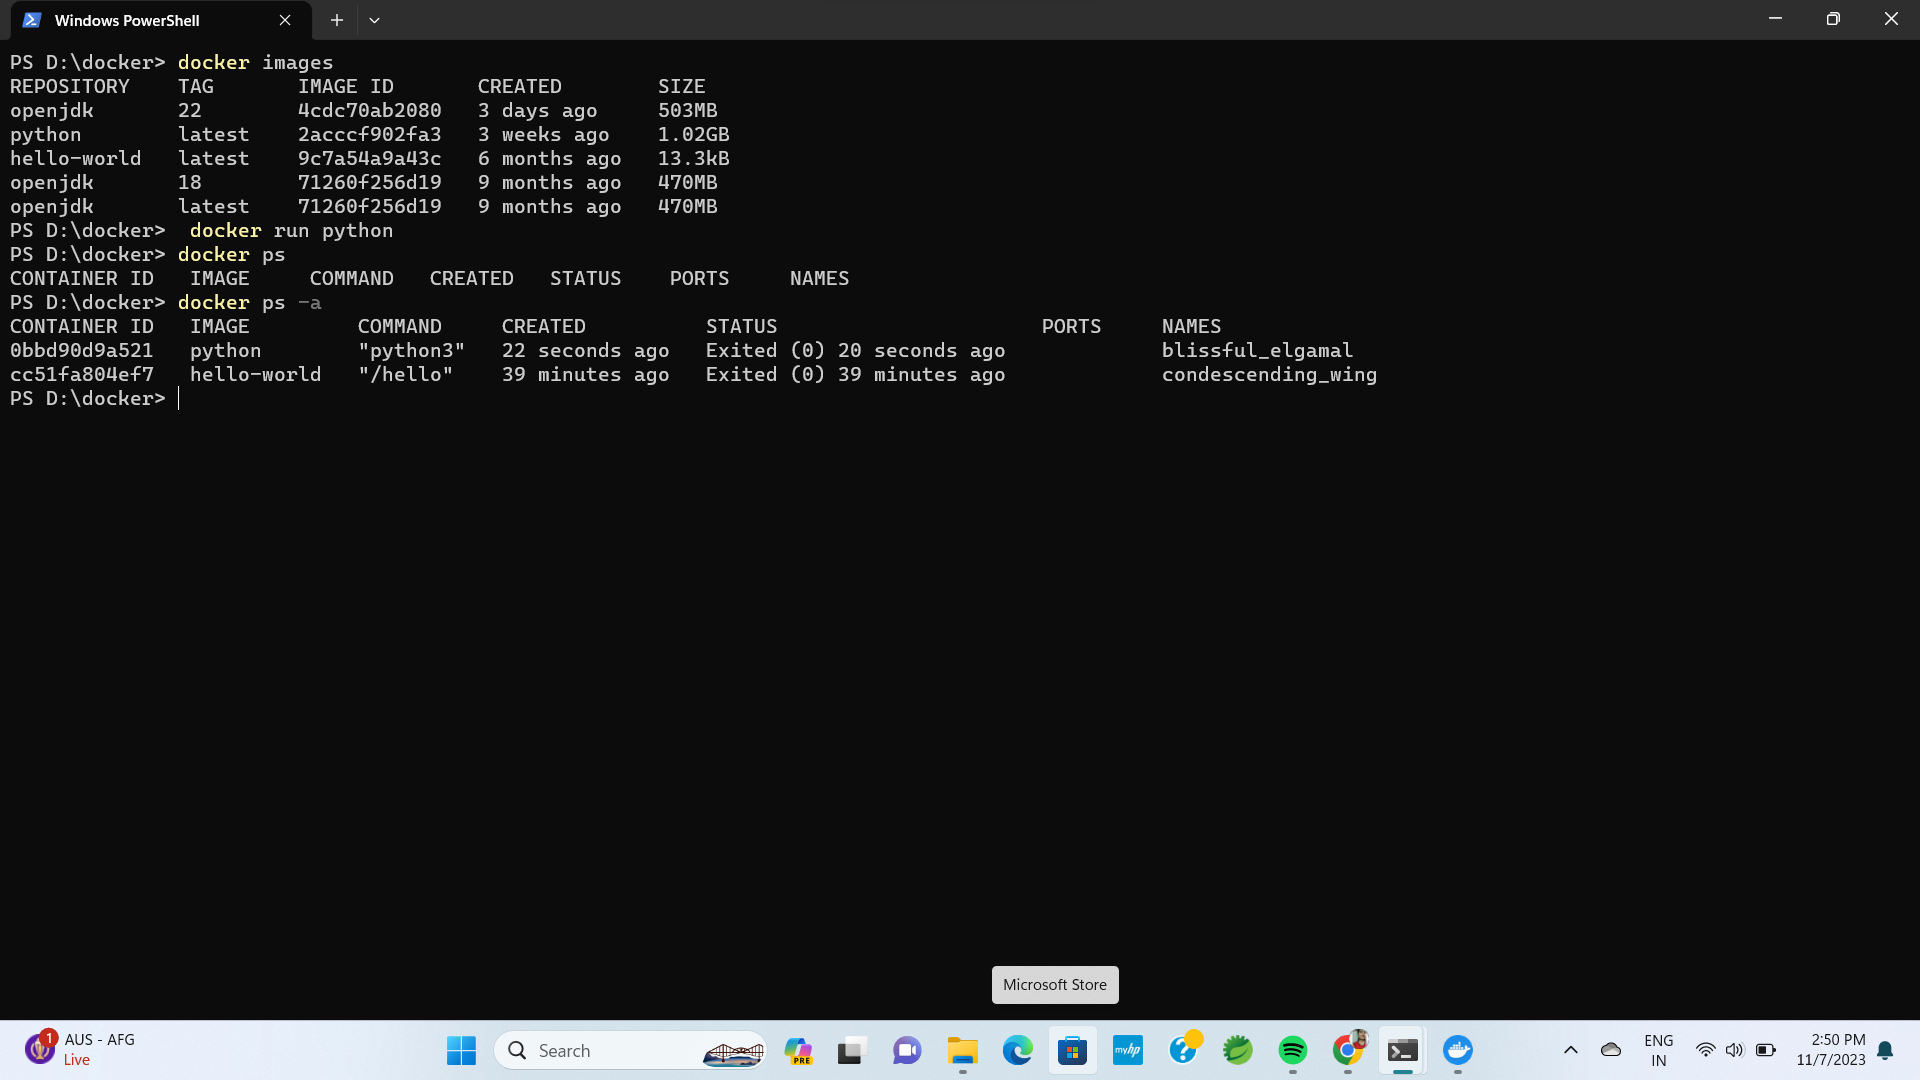 Windows PowerShell
PS D:\docker> docker images
REPOSITORY    TAG       IMAGE ID       CREATED        SIZE
openjdk       22        4cdc70ab2080   3 days ago     503MB
python        latest    2acccf902fa3   3 weeks ago    1.02GB
hello-world   latest    9c7a54a9a43c   6 months ago   13.3kB
openjdk       18        71260f256d19   9 months ago   470MB
openjdk       latest    71260f256d19   9 months ago   470MB
PS D:\docker>  docker run python
PS D:\docker> docker ps
CONTAINER ID   IMAGE     COMMAND   CREATED   STATUS    PORTS     NAMES
PS D:\docker> docker ps -a
CONTAINER ID   IMAGE         COMMAND     CREATED          STATUS                      PORTS     NAMES
0bbd90d9a521   python        "python3"   22 seconds ago   Exited (0) 20 seconds ago             blissful_elgamal
cc51fa804ef7   hello-world   "/hello"    39 minutes ago   Exited (0) 39 minutes ago             condescending_wing
PS D:\docker>
Microsoft Store
1
AUS - AFG
Live
Search
PRE
myhp
ENG
IN
2:50 PM
11/7/2023